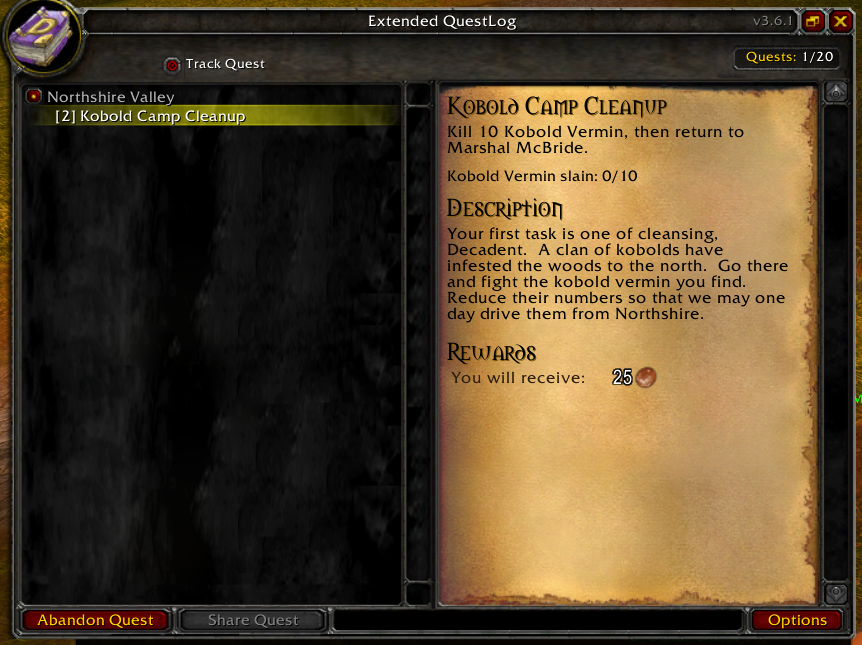 Extended QuestLog
v3.6.1
Track Quest
Quests: 1/20
Northshire Valley
[2] Kobold Camp Cleanup
Kobold Camp Cleanup
Kill 10 Kobold Vermin, then return to
Marshal McBride.
Kobold Vermin slain: 0/10
Description
Your first task is one of cleansing,
Decadent. A clan of kobolds have
infested the woods to the north. Go there
and fight the kobold vermin you find.
Reduce their numbers so that we may one
day drive them from Northshire.
Rewards
You will receive: 25
Abandon Quest
Share Quest
Options